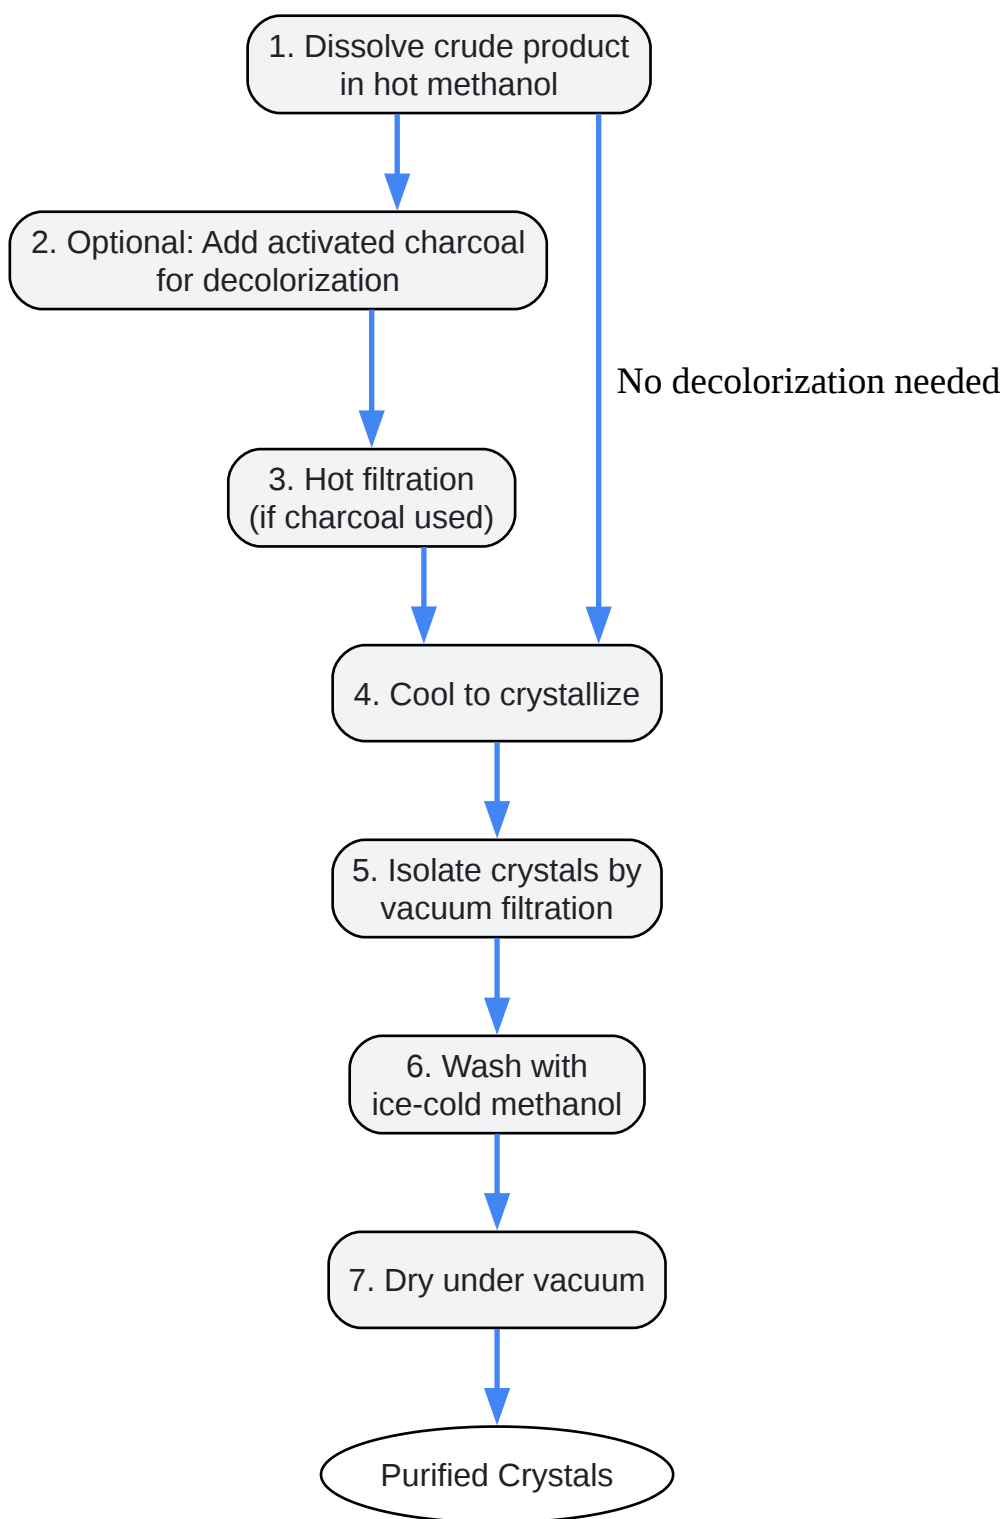 1. Dissolve crude product
in hot methanol
2. Optional: Add activated charcoal
for decolorization
No decolorization needed
3. Hot filtration
(if charcoal used)
4. Cool to crystallize
5. Isolate crystals by
vacuum filtration
6. Wash with
ice-cold methanol
7. Dry under vacuum
Purified Crystals